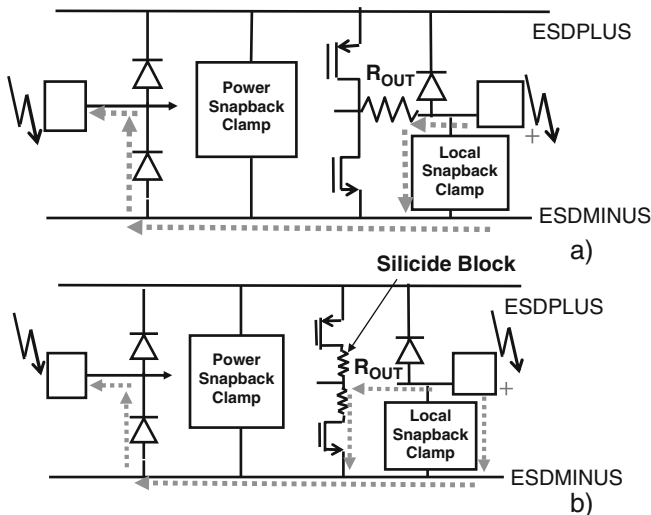 ESDPLUS
Power
Snapback
Clamp
R_OUT
+
Local
Snapback
Clamp
ESDMINUS
a)
Silicide Block
ESDPLUS
Power
Snapback
Clamp
R_OUT
+
Local
Snapback
Clamp
ESDMINUS
b)